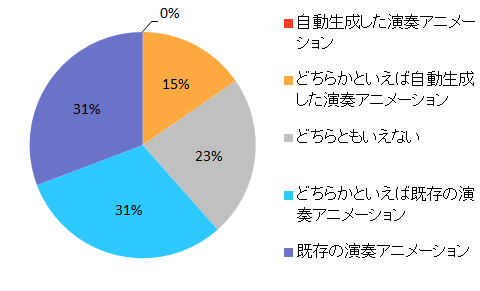 0%
15%
23%
31%
31%
自動生成した演奏アニメー
ション
どちらかといえば自動生成
した演奏アニメーション
どちらともいえない
どちらかといえば既存の演
奏アニメーション
既存の演奏アニメーション